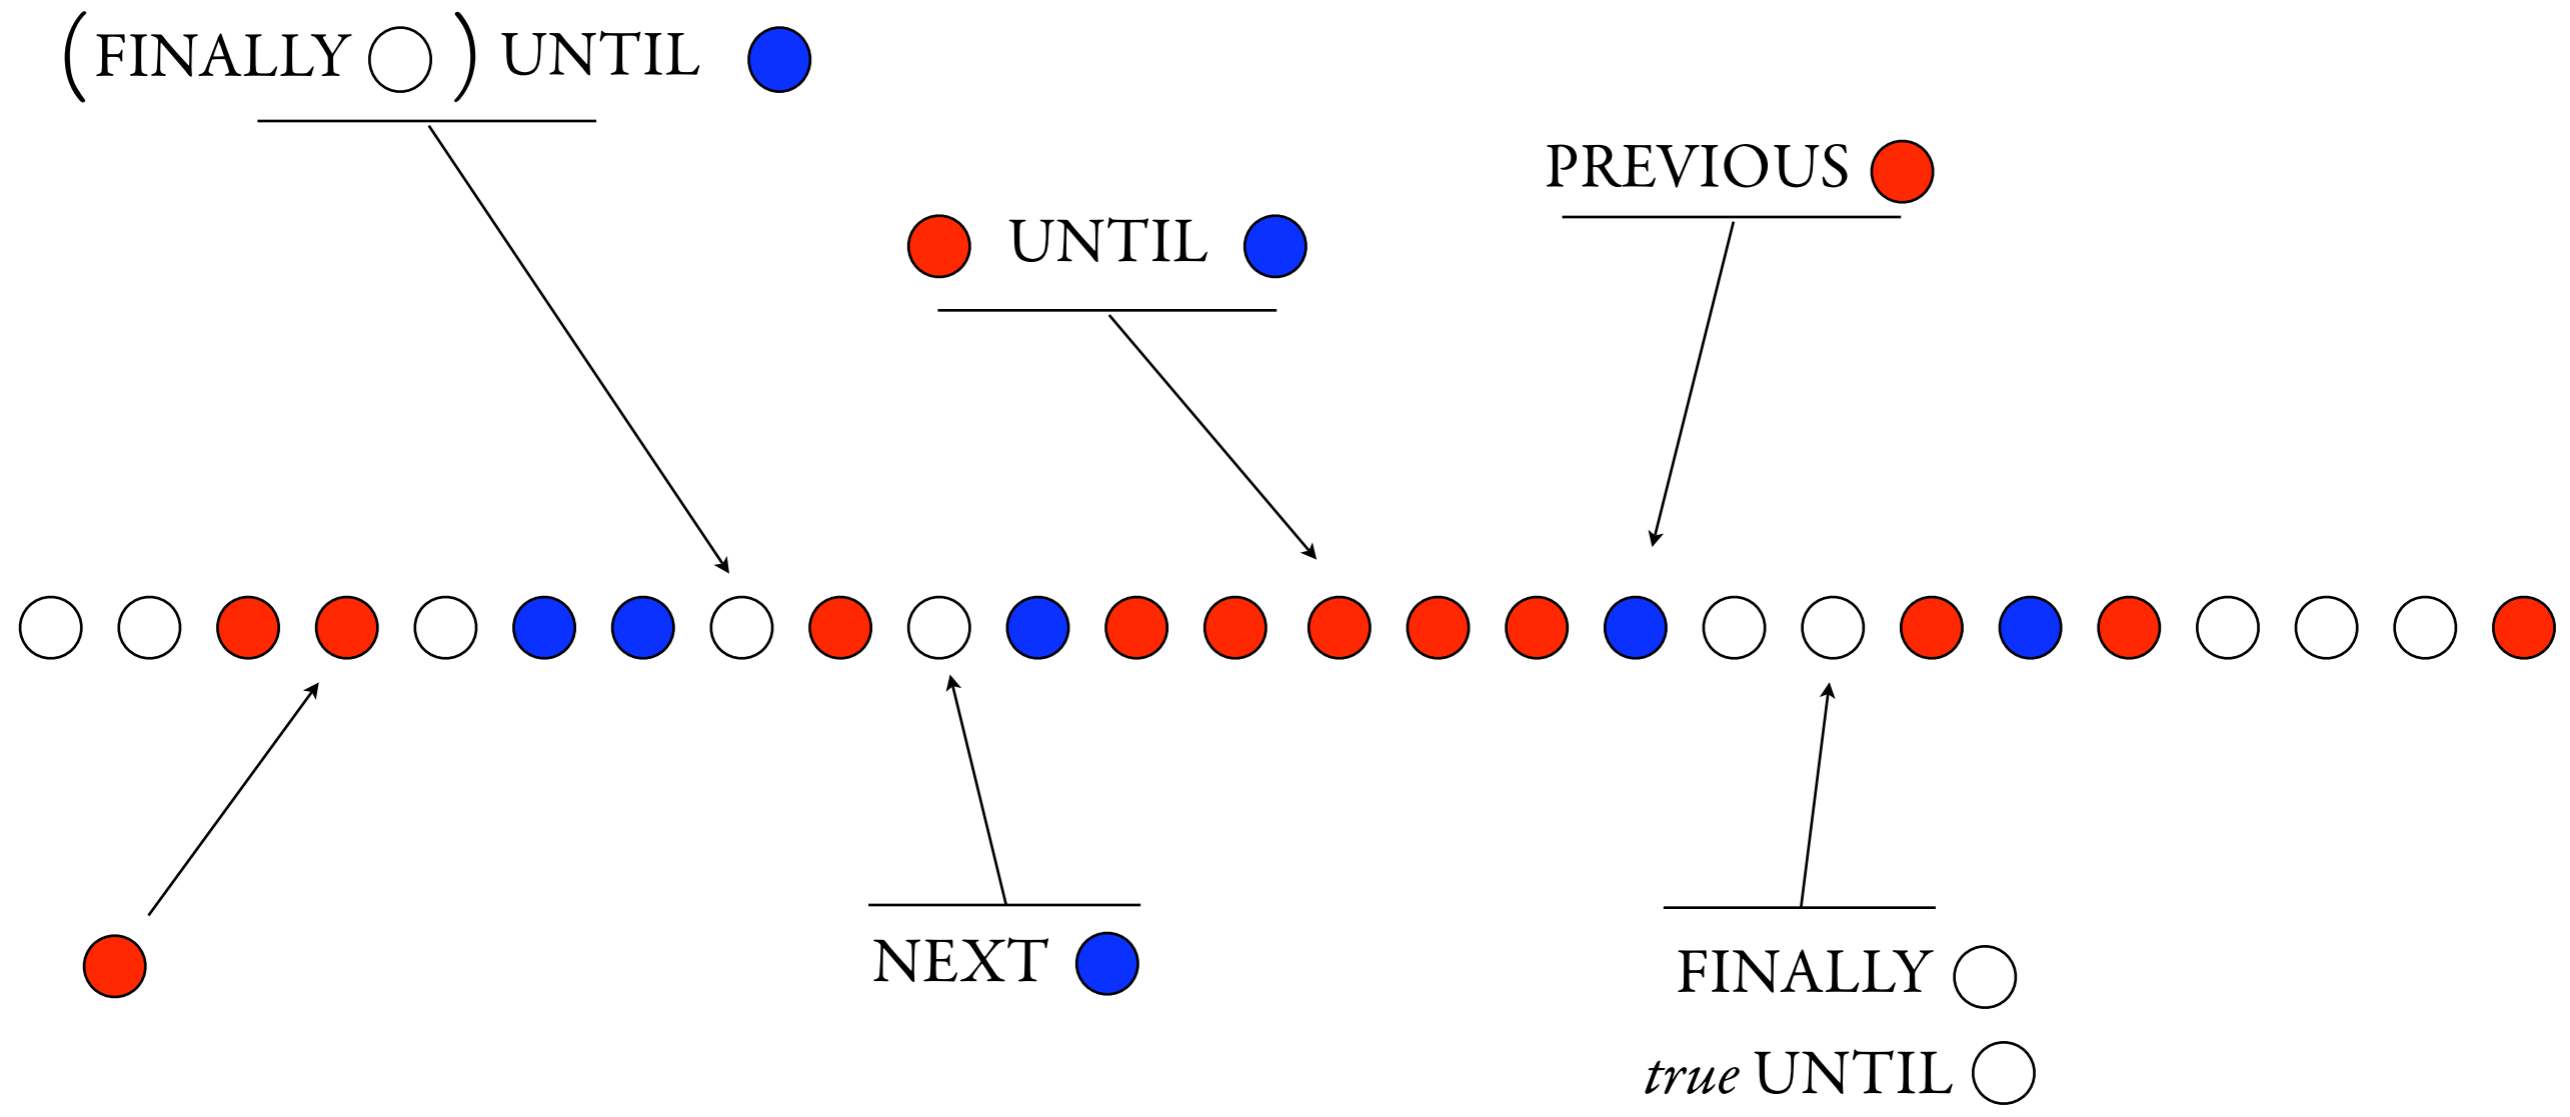 (FINALLY ) UNTIL
PREVIOUS
UNTIL
NEXT
FINALLY
true UNTIL